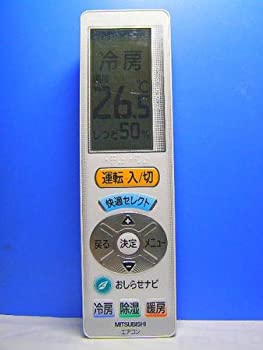 冷房
26.5℃
しつど50%
運転 入/切
快適セレクト
戻る 決定 メニュー
おしらせナビ
冷房 除湿 暖房
MITSUBISHI
エアコン